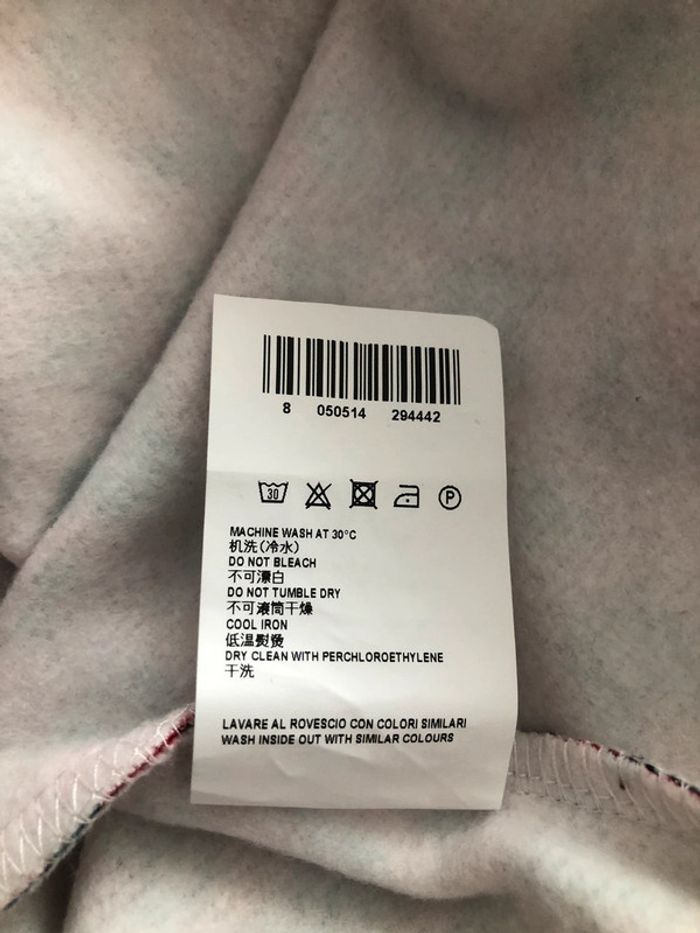 8 050514 294442
30 P
MACHINE WASH AT 30°C
机洗(冷水)
DO NOT BLEACH
不可漂白
DO NOT TUMBLE DRY
不可滚筒干燥
COOL IRON
低温熨烫
DRY CLEAN WITH PERCHLOROETHYLENE
干洗
LAVARE AL ROVESCIO CON COLORI SIMILARI
WASH INSIDE OUT WITH SIMILAR COLOURS